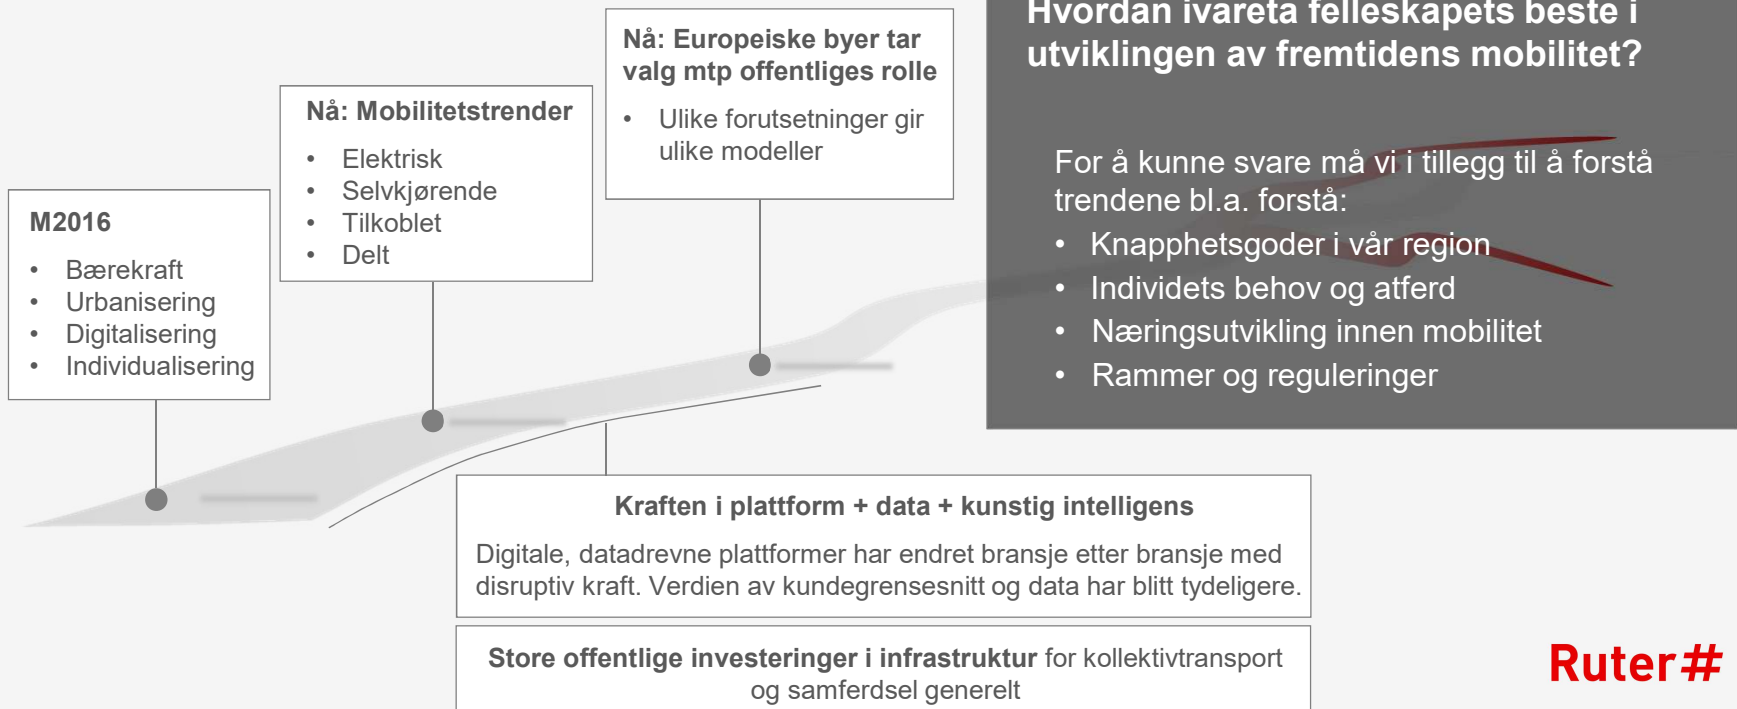 M2016
• Bærekraft
• Urbanisering
• Digitalisering
• Individualisering
Nå: Mobilitetstrender
• Elektrisk
• Selvkjørende
• Tilkoblet
• Delt
Nå: Europeiske byer tar
valg mtp offentliges rolle
• Ulike forutsetninger gir
ulike modeller
Hvordan ivareta felleskapets beste i
utviklingen av fremtidens mobilitet?
For å kunne svare må vi i tillegg til å forstå
trendene bl.a. forstå:
• Knapphetsgoder i vår region
• Individets behov og atferd
• Næringsutvikling innen mobilitet
• Rammer og reguleringer
Kraften i plattform + data + kunstig intelligens
Digitale, datadrevne plattformer har endret bransje etter bransje med
disruptiv kraft. Verdien av kundegrensesnitt og data har blitt tydeligere.
Store offentlige investeringer i infrastruktur for kollektivtransport
og samferdsel generelt
Ruter#